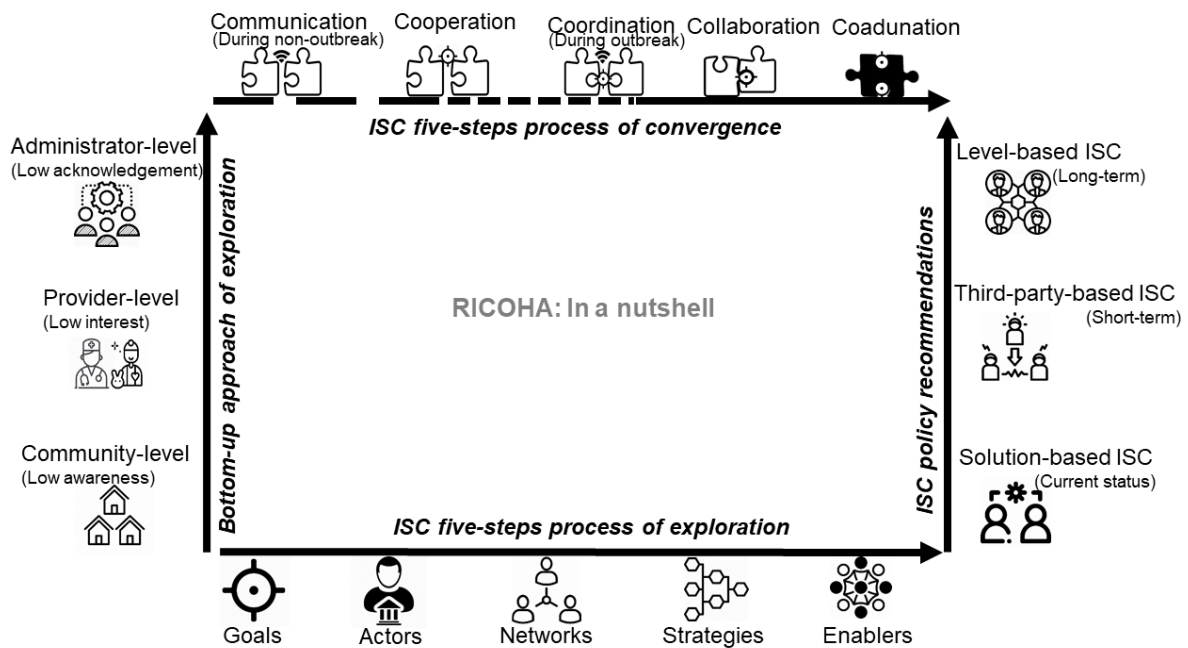 Communication
(During non-outbreak)
Cooperation
Coordination
(During outbreak)
Collaboration
Coadunation
ISC five-steps process of convergence
Administrator-level
(Low acknowledgement)
Provider-level
(Low interest)
Community-level
(Low awareness)
Bottom-up approach of exploration
RICOHA: In a nutshell
ISC policy recommendations
Level-based ISC
(Long-term)
Third-party-based ISC
(Short-term)
Solution-based ISC
(Current status)
ISC five-steps process of exploration
Goals
Actors
Networks
Strategies
Enablers